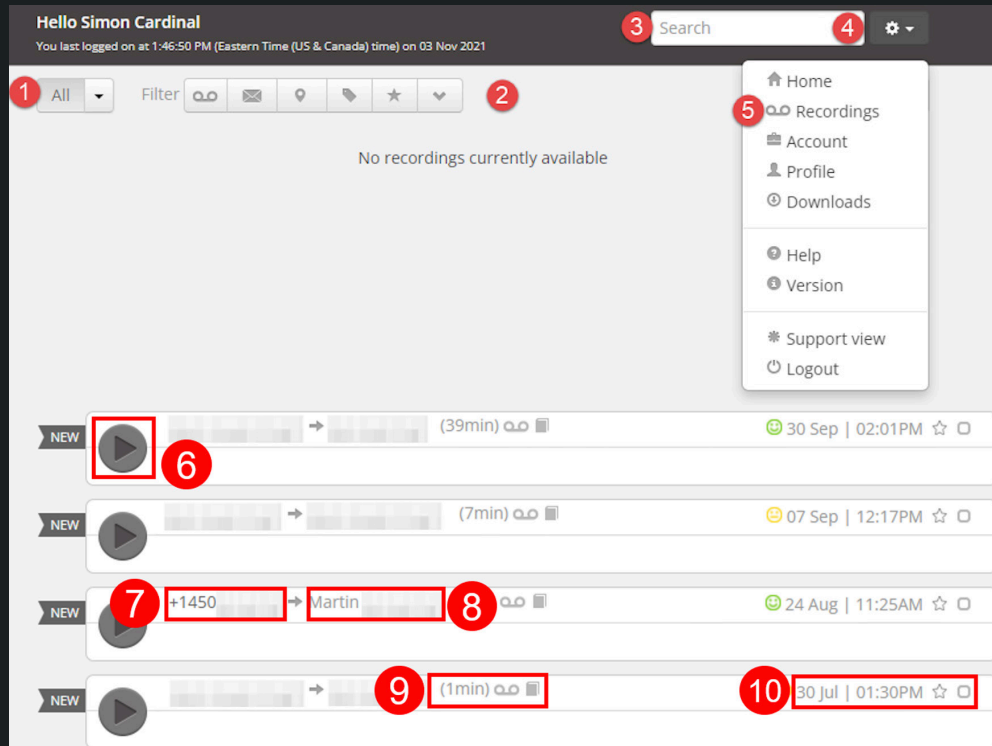 Hello Simon Cardinal
You last logged on at 1:46:50 PM (Eastern Time (US & Canada) time) on 03 Nov 2021
3 Search 4
1 All Filter 2
No recordings currently available
Home
5 Recordings
Account
Profile
Downloads
Help
Version
Support view
Logout
NEW (39min) 30 Sep | 02:01PM
6
NEW (7min) 07 Sep | 12:17PM
NEW 7 +1450 Martin 8 24 Aug | 11:25AM
NEW 9 (1min) 10 30 Jul | 01:30PM